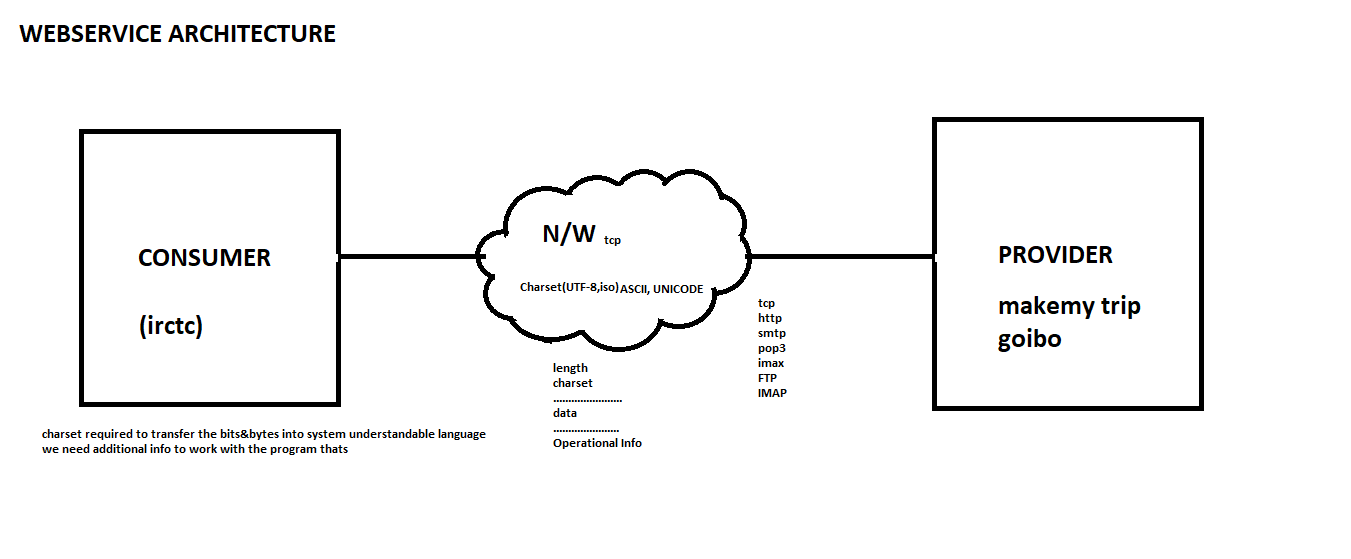 WEBSERVICE ARCHITECTURE
CONSUMER
(irctc)
N/W tcp
Charset(UTF-8,iso) ASCII, UNICODE
PROVIDER
makemy trip
goibo
tcp
http
smtp
pop3
imax
FTP
IMAP
length
charset
.......................
data
......................
Operational Info
charset required to transfer the bits&bytes into system understandable language
we need additional info to work with the program thats